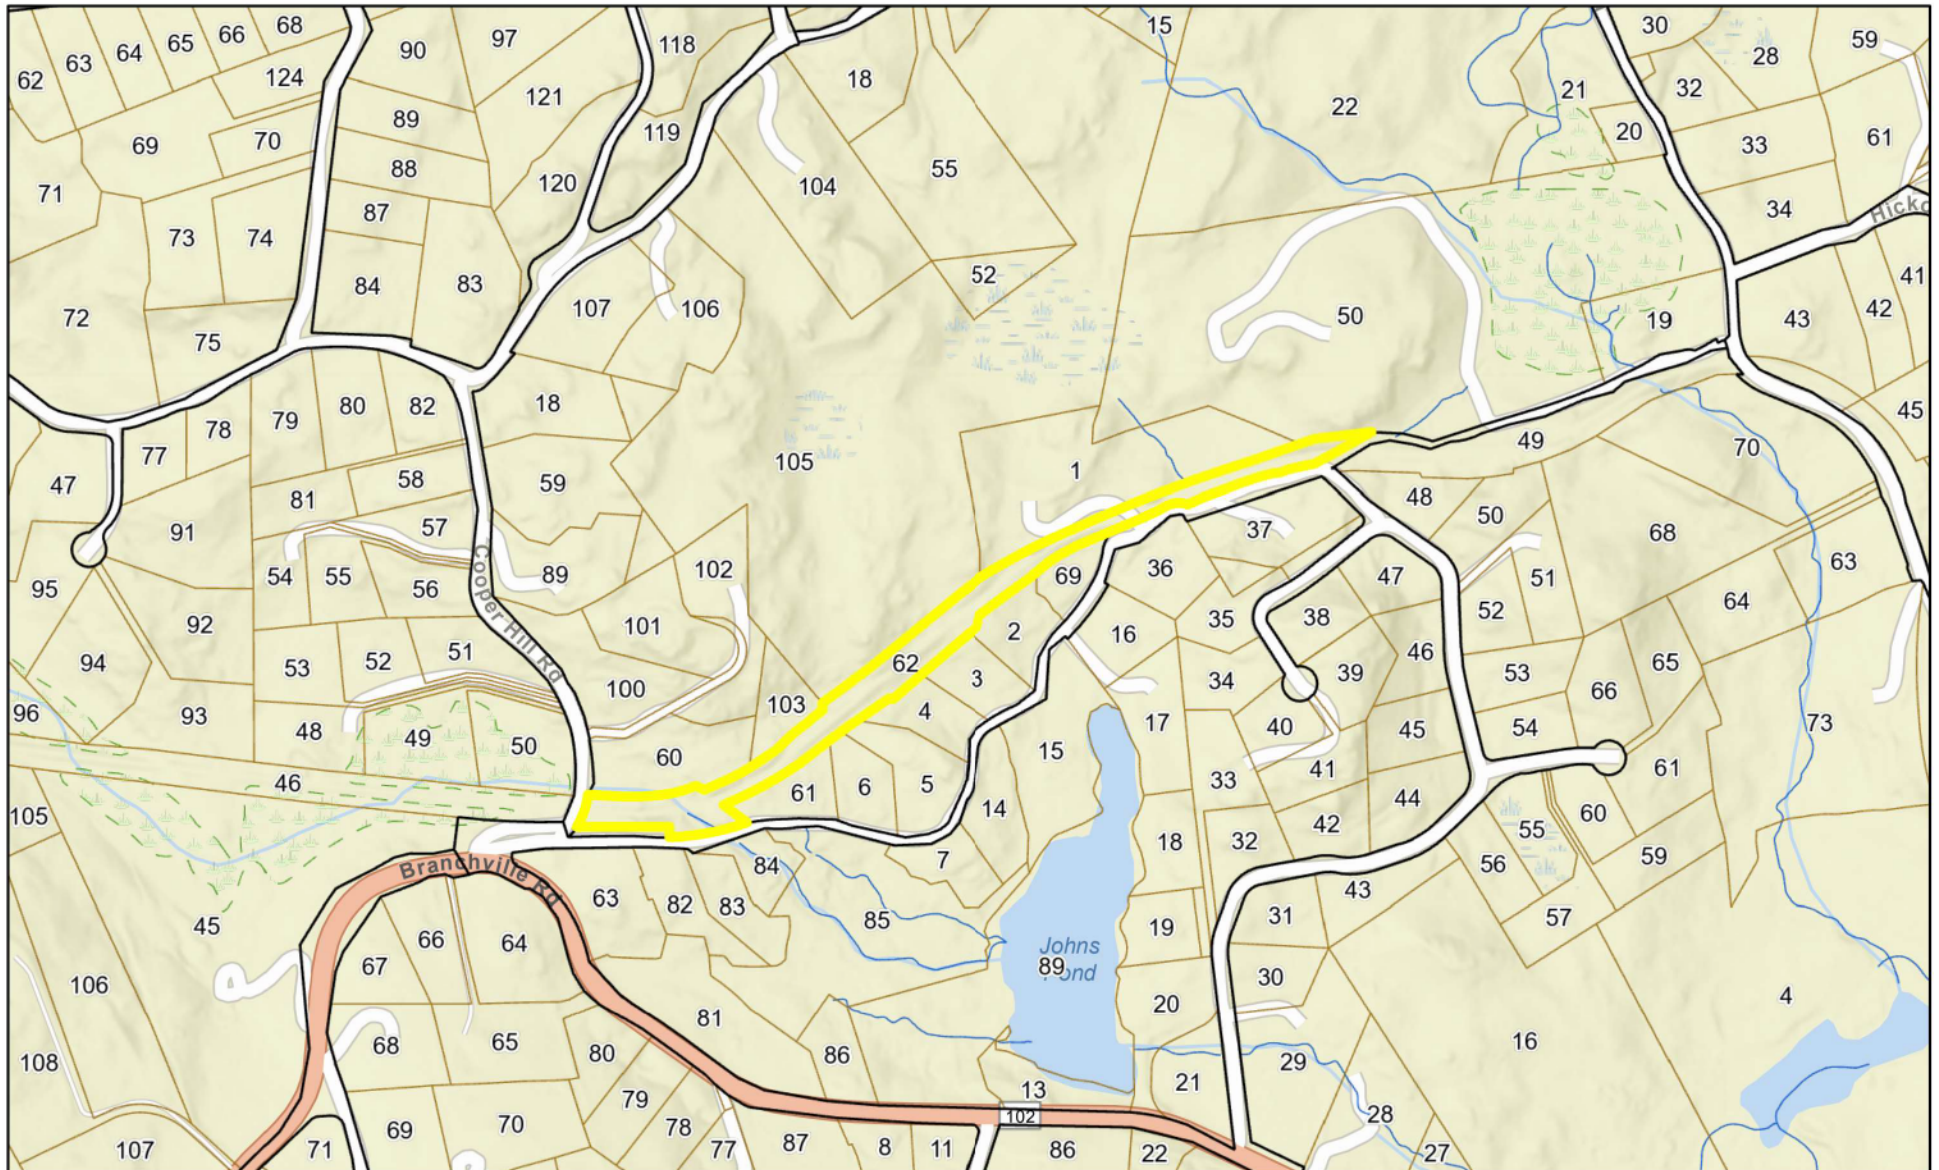 62 63 64 65 66 68 90 97 118 18 15 22 21 30 28 59
124 121 32
69 70 89 119 20 33 61
88 120 104 55
71 87 34 Hickc
73 74 84 83 52 41
72 75 107 106 50 19 43 42
77 78 79 80 82 18 105 1 49 70 45
47 81 58 59 48 50
91 57 37 68
95 54 55 56 Cooper Hill Rd 89 102 69 36 47 51 63
92 101 2 16 35 38 52 64
94 53 52 51 100 62 3 34 39 46 53 66 65
96 93 48 49 50 103 4 15 17 40 45 54 73
46 60 61 6 5 33 41 44 61
105 14 42 60
Branchville Rd 84 7 18 32 56 55 59
45 63 82 83 85 19 31 43 57
67 66 64 Johns
Pond
89 30
106 81 20 4
108 68 65 80 86 29 16
79 13 21
102 28
107 71 69 70 78 77 87 8 11 86 22 27